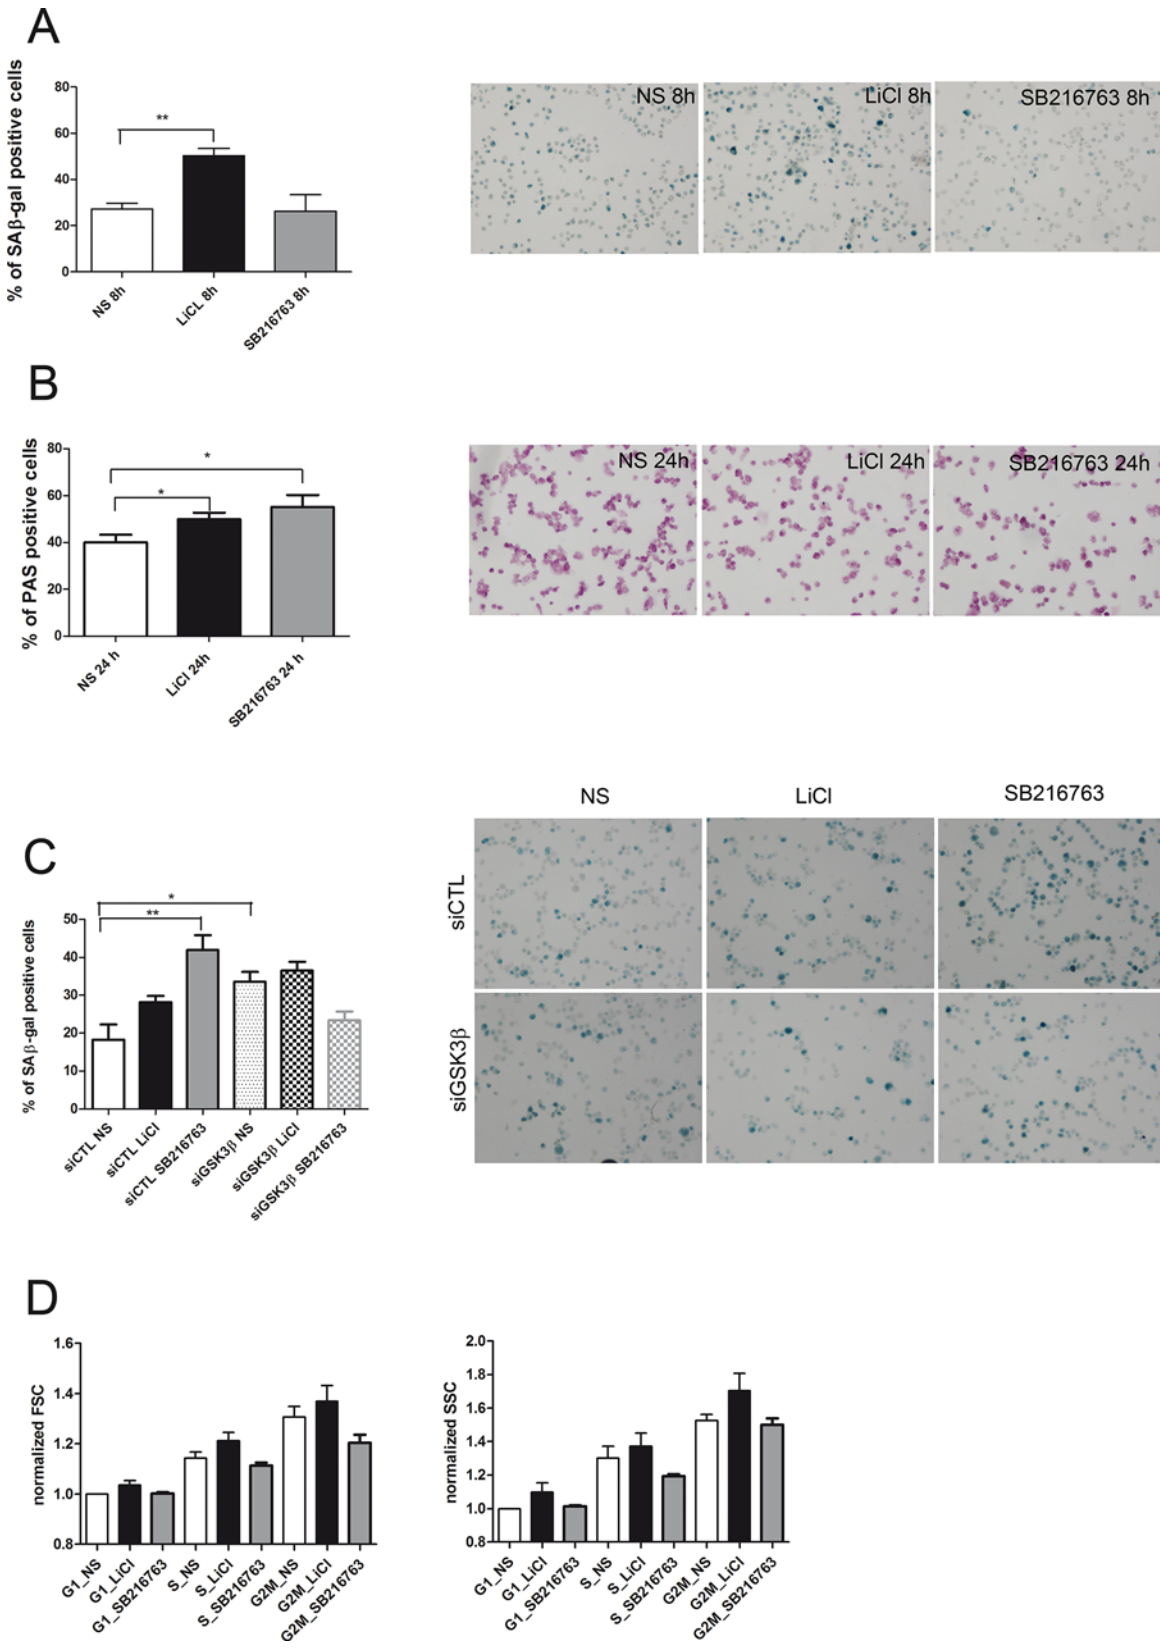 A
% of SAβ-gal positive cells
80
60
40
20
0
**
NS 8h
LiCL 8h
SB216763 8h
NS 8h
LiCl 8h
SB216763 8h
B
% of PAS positive cells
80
60
40
20
0
*
*
NS 24 h
LiCl 24h
SB216763 24 h
NS 24h
LiCl 24h
SB216763 24h
C
% of SAβ-gal positive cells
50
40
30
20
10
0
*
**
siCTL NS
siCTL LiCl
siCTL SB216763
siGSK3β NS
siGSK3β LiCl
siGSK3β SB216763
NS
LiCl
SB216763
siCTL
siGSK3β
D
normalized FSC
1.6
1.4
1.2
1.0
0.8
G1_NS
G1_LiCl
G1_SB216763
S_NS
S_LiCl
S_SB216763
G2M_NS
G2M_LiCl
G2M_SB216763
normalized SSC
2.0
1.8
1.6
1.4
1.2
1.0
0.8
G1_NS
G1_LiCl
G1_SB216763
S_NS
S_LiCl
S_SB216763
G2M_NS
G2M_LiCl
G2M_SB216763